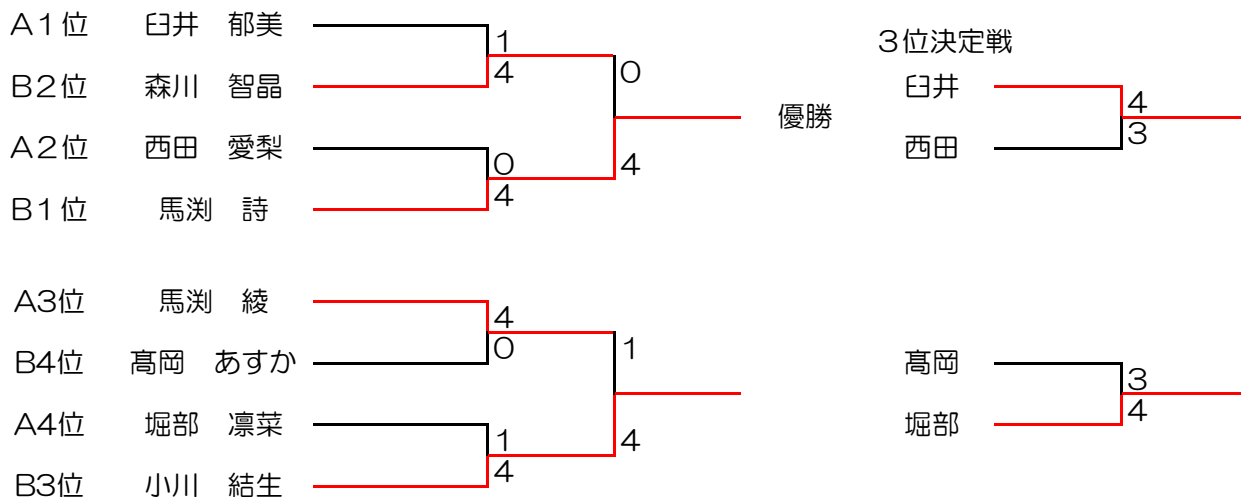 A１位 臼井 郁美
1
B２位 森川 智晶
4
0
A２位 西田 愛梨
0
B１位 馬渕 詩
4
4
優勝
３位決定戦
臼井
4
西田
3
A3位 馬渕 綾
4
B4位 髙岡 あすか
0
1
A4位 堀部 凛菜
1
B3位 小川 結生
4
4
髙岡
3
堀部
4